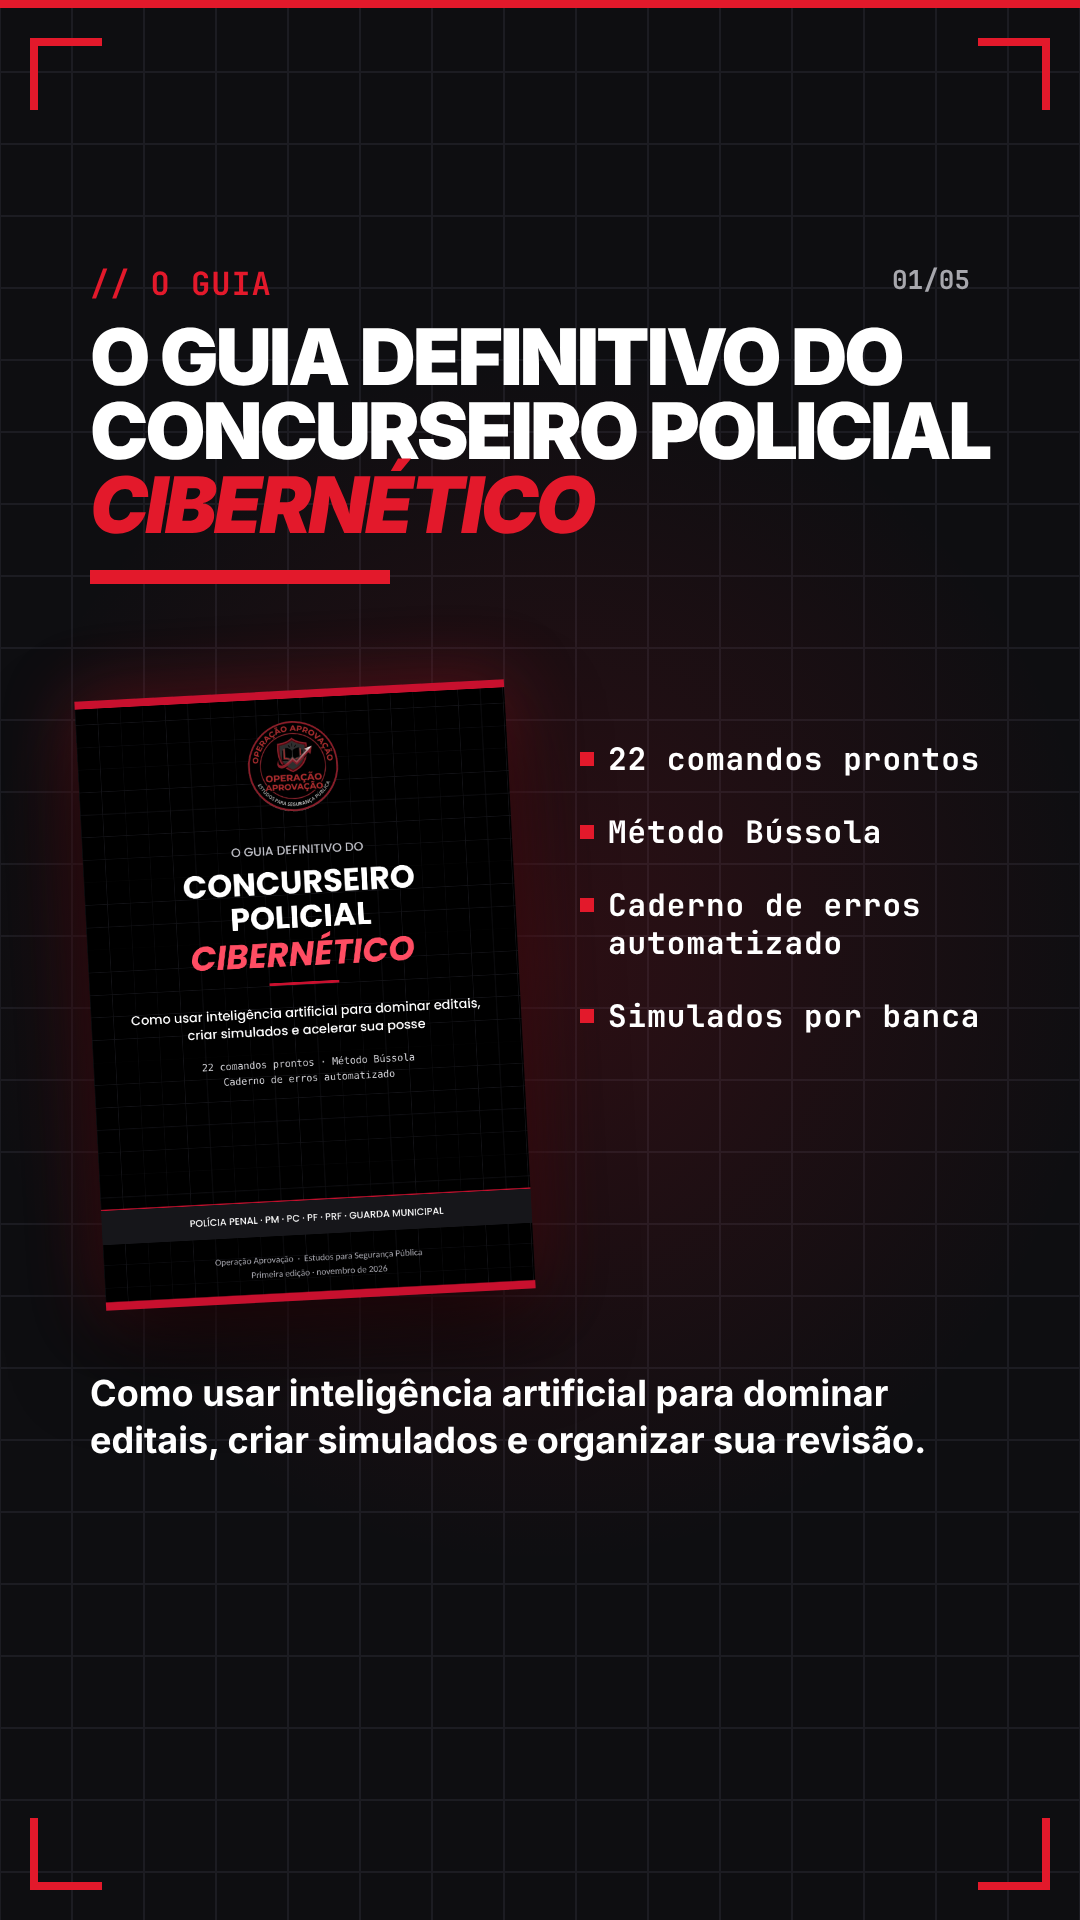 // O GUIA
01/05
O GUIA DEFINITIVO DO
CONCURSEIRO POLICIAL
CIBERNÉTICO
OPERAÇÃO APROVAÇÃO
OPERAÇÃO
APROVAÇÃO
ESTUDOS PARA SEGURANÇA PÚBLICA
O GUIA DEFINITIVO DO
CONCURSEIRO
POLICIAL
CIBERNÉTICO
Como usar inteligência artificial para dominar editais,
criar simulados e acelerar sua posse
22 comandos prontos · Método Bússola
Caderno de erros automatizado
POLÍCIA PENAL · PM · PC · PF · PRF · GUARDA MUNICIPAL
Operação Aprovação · Estudos para Segurança Pública
Primeira edição · novembro de 2026
22 comandos prontos
Método Bússola
Caderno de erros
automatizado
Simulados por banca
Como usar inteligência artificial para dominar
editais, criar simulados e organizar sua revisão.